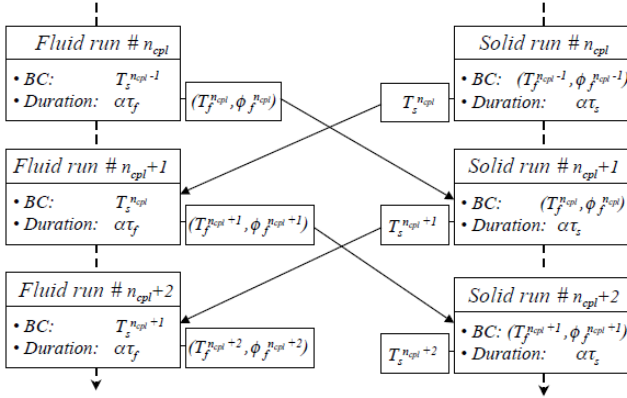 Fluid run # n_cpl
• BC: T_s^{n_cpl-1}
• Duration: ατ_f
(T_f^{n_cpl}, ϕ_f^{n_cpl})
T_s^{n_cpl}
Solid run # n_cpl
• BC: (T_f^{n_cpl-1}, ϕ_f^{n_cpl-1})
• Duration: ατ_s
Fluid run # n_cpl+1
• BC: T_s^{n_cpl}
• Duration: ατ_f
(T_f^{n_cpl+1}, ϕ_f^{n_cpl+1})
T_s^{n_cpl+1}
Solid run # n_cpl+1
• BC: (T_f^{n_cpl}, ϕ_f^{n_cpl})
• Duration: ατ_s
Fluid run # n_cpl+2
• BC: T_s^{n_cpl+1}
• Duration: ατ_f
(T_f^{n_cpl+2}, ϕ_f^{n_cpl+2})
T_s^{n_cpl+2}
Solid run # n_cpl+2
• BC: (T_f^{n_cpl+1}, ϕ_f^{n_cpl+1})
• Duration: ατ_s